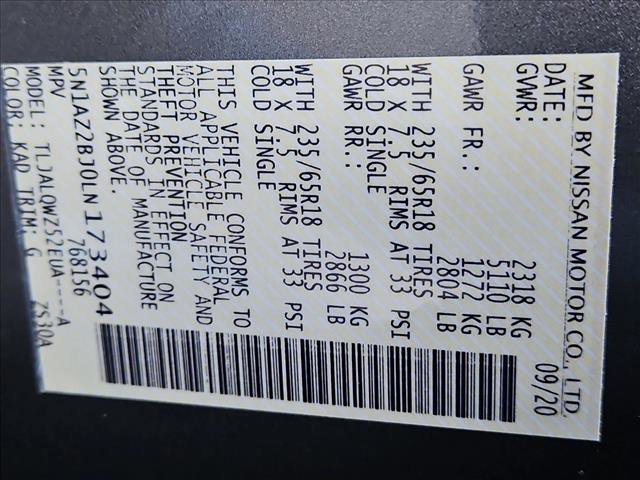 MFD BY NISSAN MOTOR CO., LTD.
DATE: 09/20
GVWR: 2318 KG
5110 LB
GAWR FR.: 1272 KG
2804 LB
WITH 235/65R18 TIRES
18 X 7.5 RIMS AT 33 PSI
COLD SINGLE
GAWR RR.: 1300 KG
2866 LB
WITH 235/65R18 TIRES
18 X 7.5 RIMS AT 33 PSI
COLD SINGLE
THIS VEHICLE CONFORMS TO
ALL APPLICABLE FEDERAL
MOTOR VEHICLE SAFETY AND
THEFT PREVENTION
STANDARDS IN EFFECT ON
THE DATE OF MANUFACTURE
SHOWN ABOVE.
5N1AZ2BJ0LN173404
MPV 768156
MODEL: TLJALQWZS2EUA----A
COLOR: KAD TRIM: G ZS30A